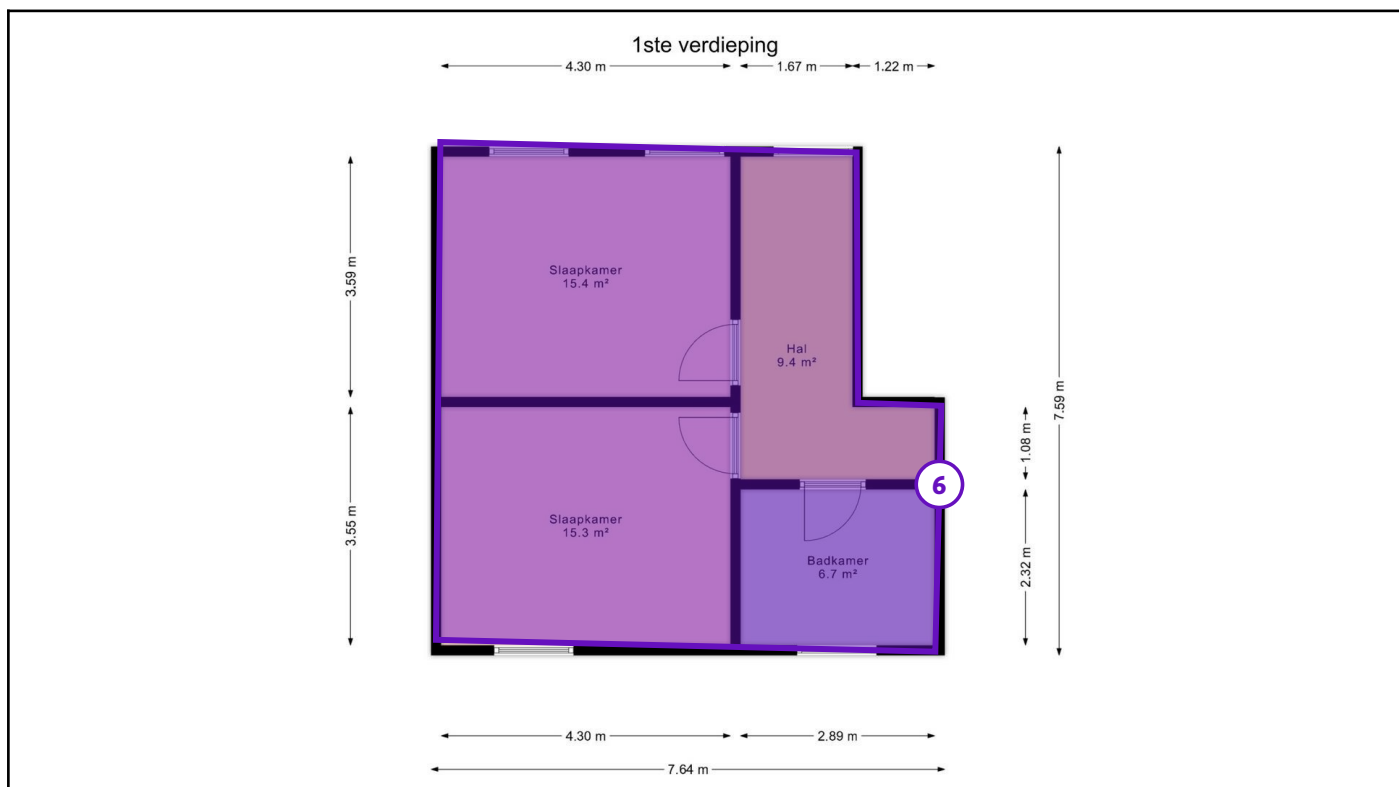 1ste verdieping
4.30 m
1.67 m
1.22 m
3.59 m
3.55 m
Slaapkamer
15.4 m²
Hal
9.4 m²
Slaapkamer
15.3 m²
Badkamer
6.7 m²
6
1.08 m
2.32 m
7.59 m
4.30 m
2.89 m
7.64 m